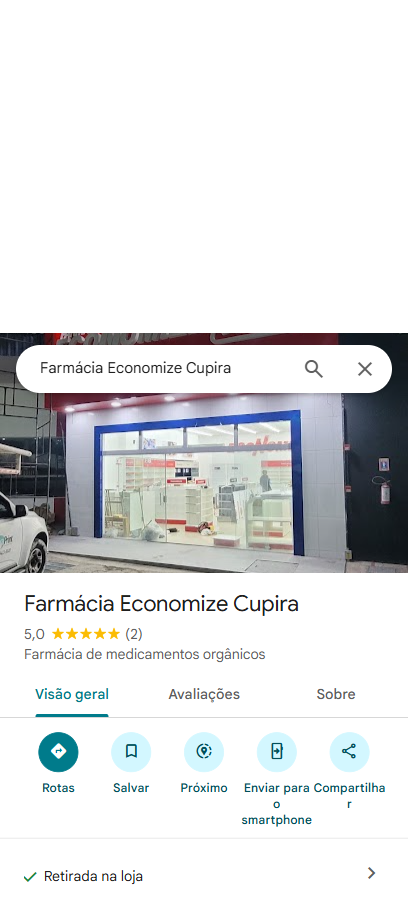 Farmácia Economize Cupira
Farmácia Economize Cupira
5,0 ★★★★★ (2)
Farmácia de medicamentos orgânicos
Visão geral
Avaliações
Sobre
Rotas
Salvar
Próximo
Enviar para
o
smartphone
Compartilha
r
Retirada na loja